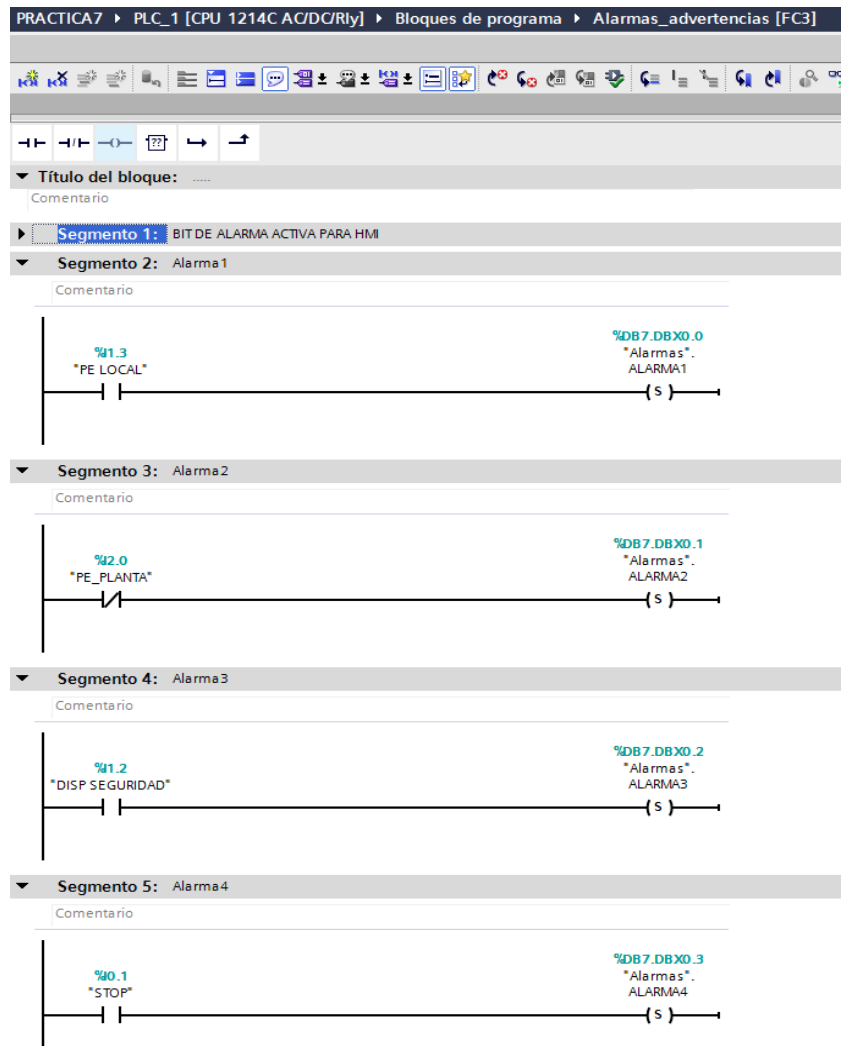 PRACTICA7 ▸ PLC_1 [CPU 1214C AC/DC/Rly] ▸ Bloques de programa ▸ Alarmas_advertencias [FC3]
??
Título del bloque: .....
Comentario
Segmento 1: BIT DE ALARMA ACTIVA PARA HMI
Segmento 2: Alarma1
Comentario
%DB7.DBX0.0
"Alarmas".
ALARMA1
%I1.3
"PE LOCAL"
S
Segmento 3: Alarma2
Comentario
%DB7.DBX0.1
"Alarmas".
ALARMA2
%I2.0
"PE_PLANTA"
S
Segmento 4: Alarma3
Comentario
%DB7.DBX0.2
"Alarmas".
ALARMA3
%I1.2
"DISP SEGURIDAD"
S
Segmento 5: Alarma4
Comentario
%DB7.DBX0.3
"Alarmas".
ALARMA4
%I0.1
"STOP"
S